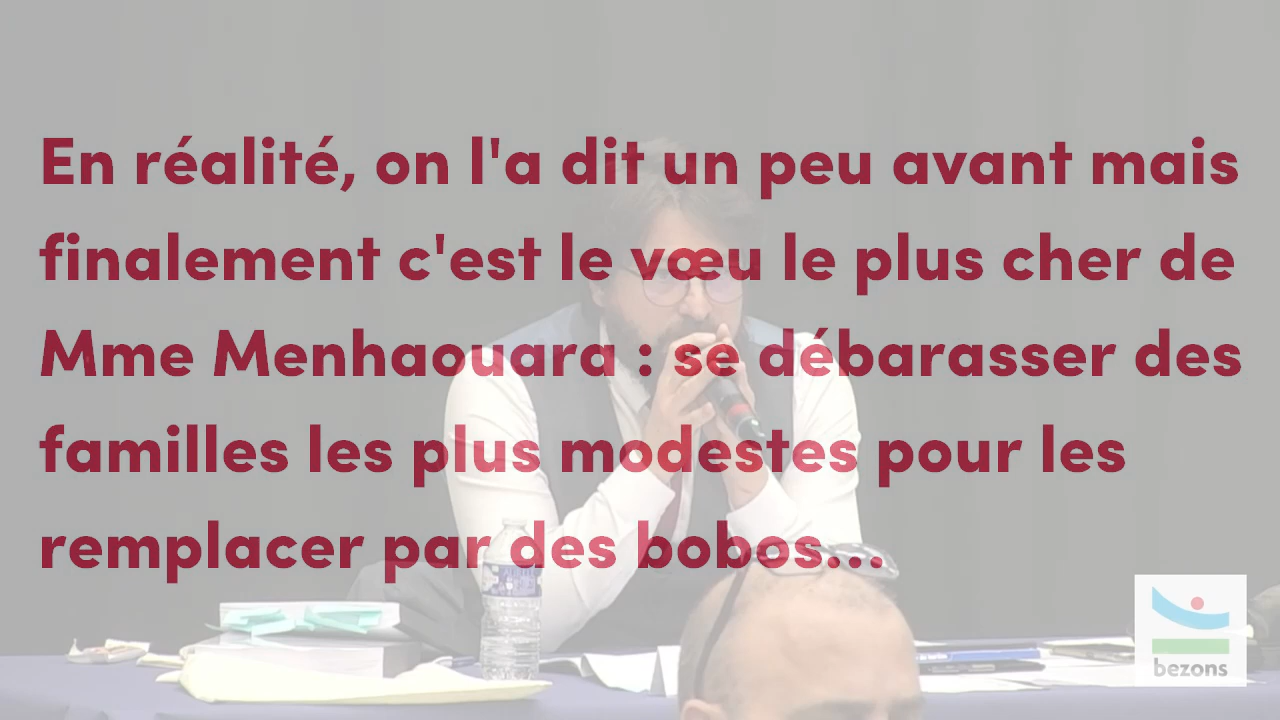 En réalité, on l'a dit un peu avant mais
finalement c'est le vœu le plus cher de
Mme Menhaouara : se débarasser des
familles les plus modestes pour les
remplacer par des bobos...
bezons